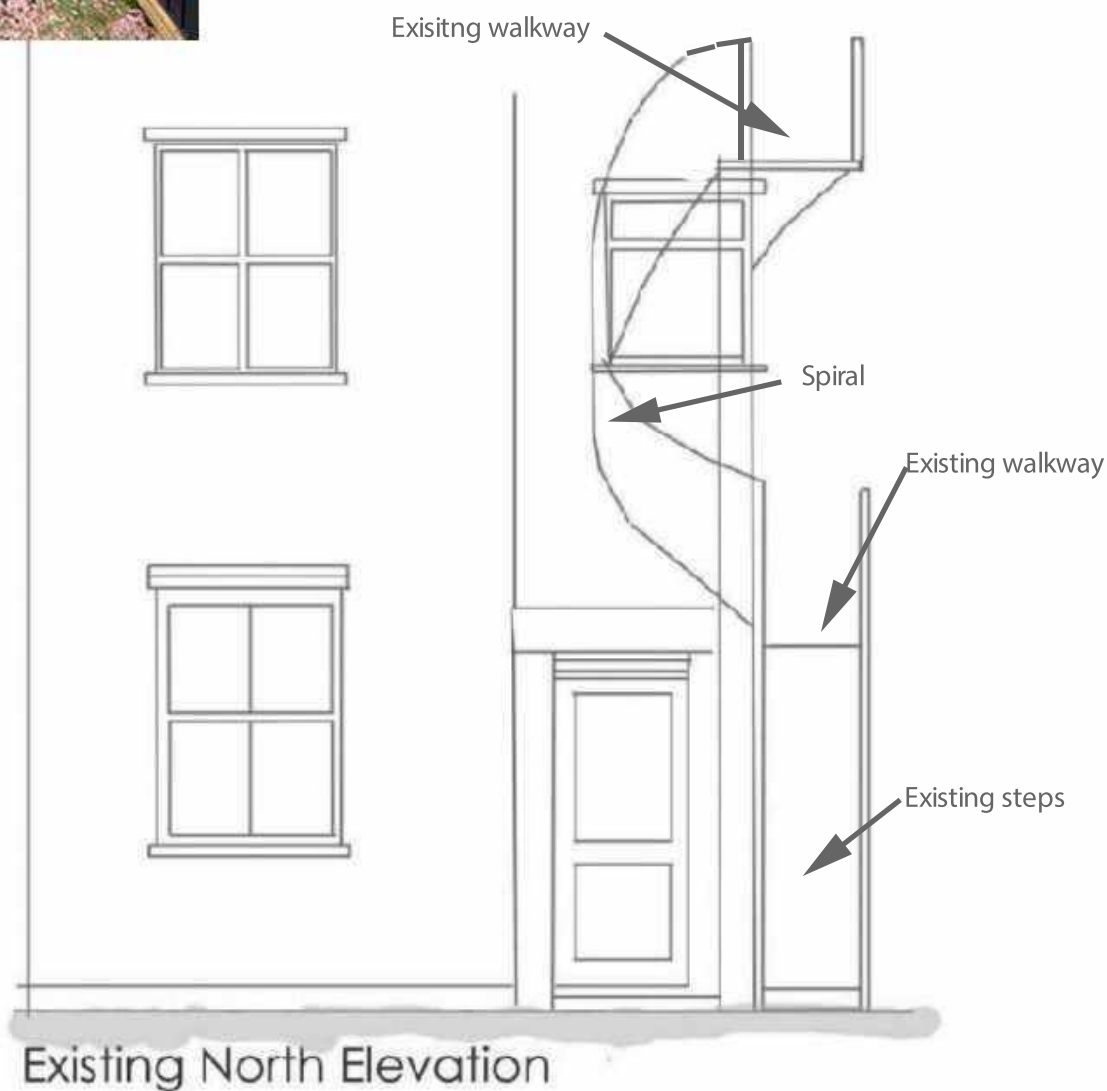 Exisitng walkway
Spiral
Existing walkway
Existing steps
Existing North Elevation